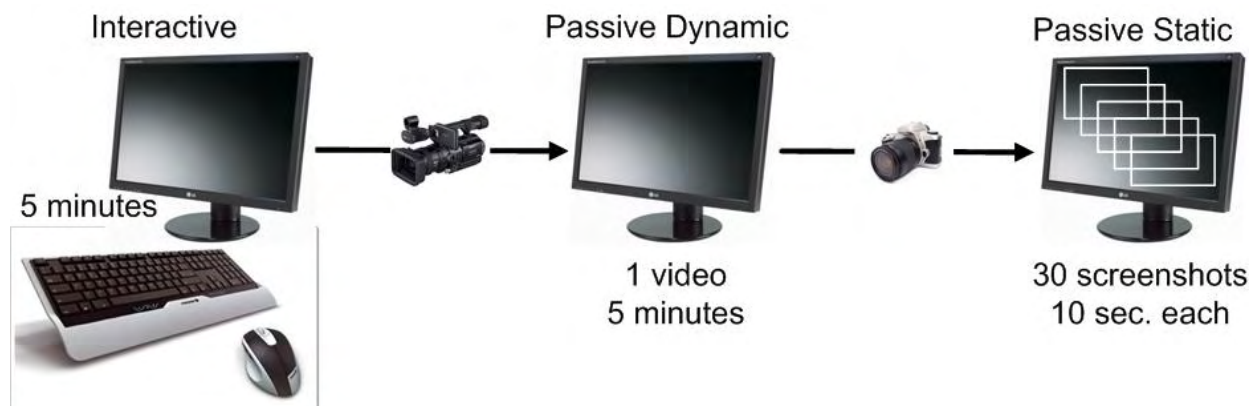 Interactive
Passive Dynamic
Passive Static
5 minutes
1 video
5 minutes
30 screenshots
10 sec. each